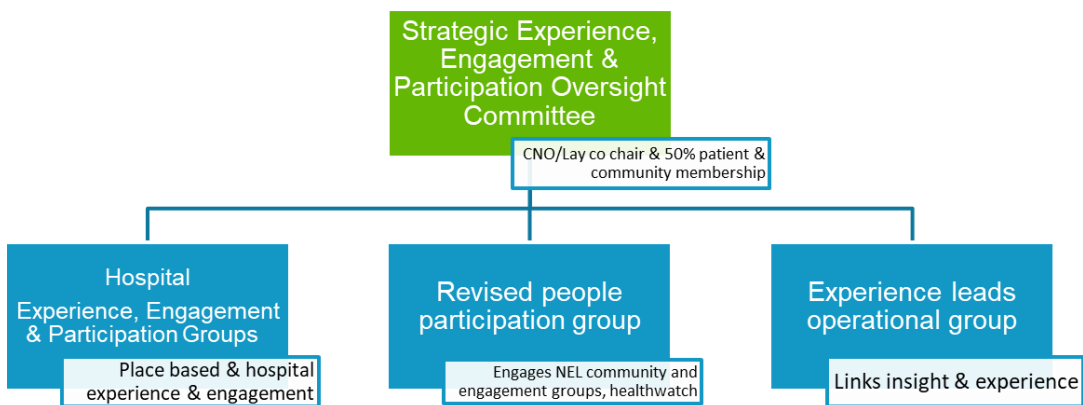 Strategic Experience,
Engagement &
Participation Oversight
Committee
CNO/Lay co chair & 50% patient &
community membership
Hospital
Experience, Engagement
& Participation Groups
Place based & hospital
experience & engagement
Revised people
participation group
Engages NEL community and
engagement groups, healthwatch
Experience leads
operational group
Links insight & experience